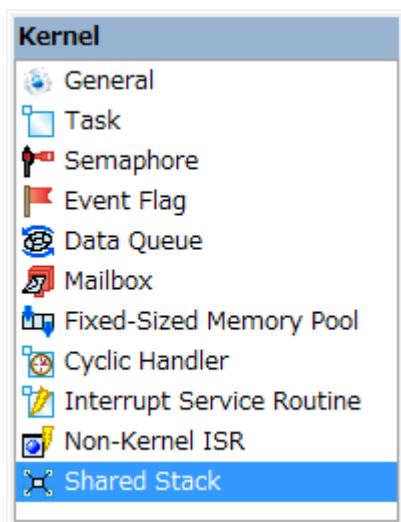 Kernel
General
Task
Semaphore
Event Flag
Data Queue
Mailbox
Fixed-Sized Memory Pool
Cyclic Handler
Interrupt Service Routine
Non-Kernel ISR
Shared Stack